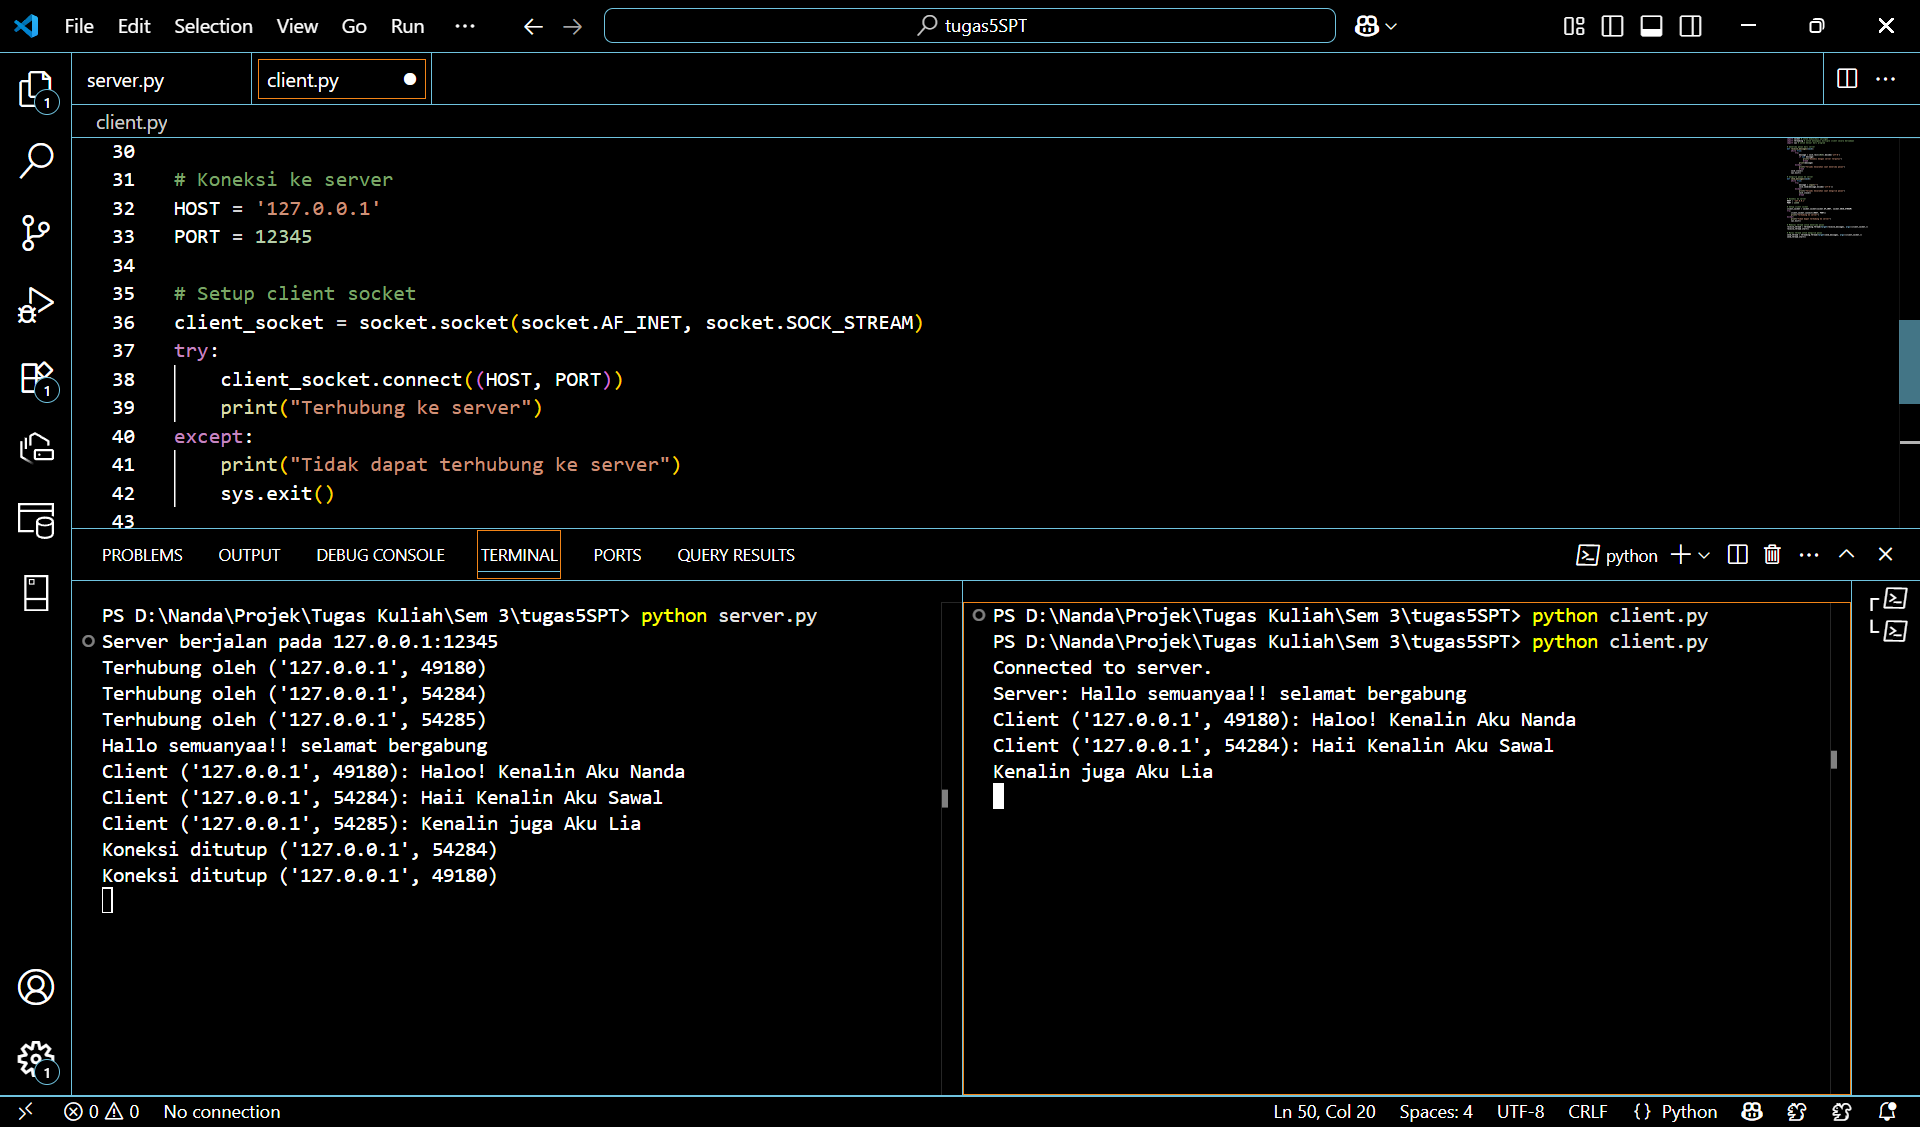 File Edit Selection View Go Run ··· tugas5SPT
server.py client.py
client.py
30
31 # Koneksi ke server
32 HOST = '127.0.0.1'
33 PORT = 12345
34
35 # Setup client socket
36 client_socket = socket.socket(socket.AF_INET, socket.SOCK_STREAM)
37 try:
38 client_socket.connect((HOST, PORT))
39 print("Terhubung ke server")
40 except:
41 print("Tidak dapat terhubung ke server")
42 sys.exit()
43
PROBLEMS OUTPUT DEBUG CONSOLE TERMINAL PORTS QUERY RESULTS python
PS D:\Nanda\Projek\Tugas Kuliah\Sem 3\tugas5SPT> python server.py
Server berjalan pada 127.0.0.1:12345
Terhubung oleh ('127.0.0.1', 49180)
Terhubung oleh ('127.0.0.1', 54284)
Terhubung oleh ('127.0.0.1', 54285)
Hallo semuanyaa!! selamat bergabung
Client ('127.0.0.1', 49180): Haloo! Kenalin Aku Nanda
Client ('127.0.0.1', 54284): Haii Kenalin Aku Sawal
Client ('127.0.0.1', 54285): Kenalin juga Aku Lia
Koneksi ditutup ('127.0.0.1', 54284)
Koneksi ditutup ('127.0.0.1', 49180)
PS D:\Nanda\Projek\Tugas Kuliah\Sem 3\tugas5SPT> python client.py
PS D:\Nanda\Projek\Tugas Kuliah\Sem 3\tugas5SPT> python client.py
Connected to server.
Server: Hallo semuanyaa!! selamat bergabung
Client ('127.0.0.1', 49180): Haloo! Kenalin Aku Nanda
Client ('127.0.0.1', 54284): Haii Kenalin Aku Sawal
Kenalin juga Aku Lia
1
1
1
0 0 No connection Ln 50, Col 20 Spaces: 4 UTF-8 CRLF {} Python